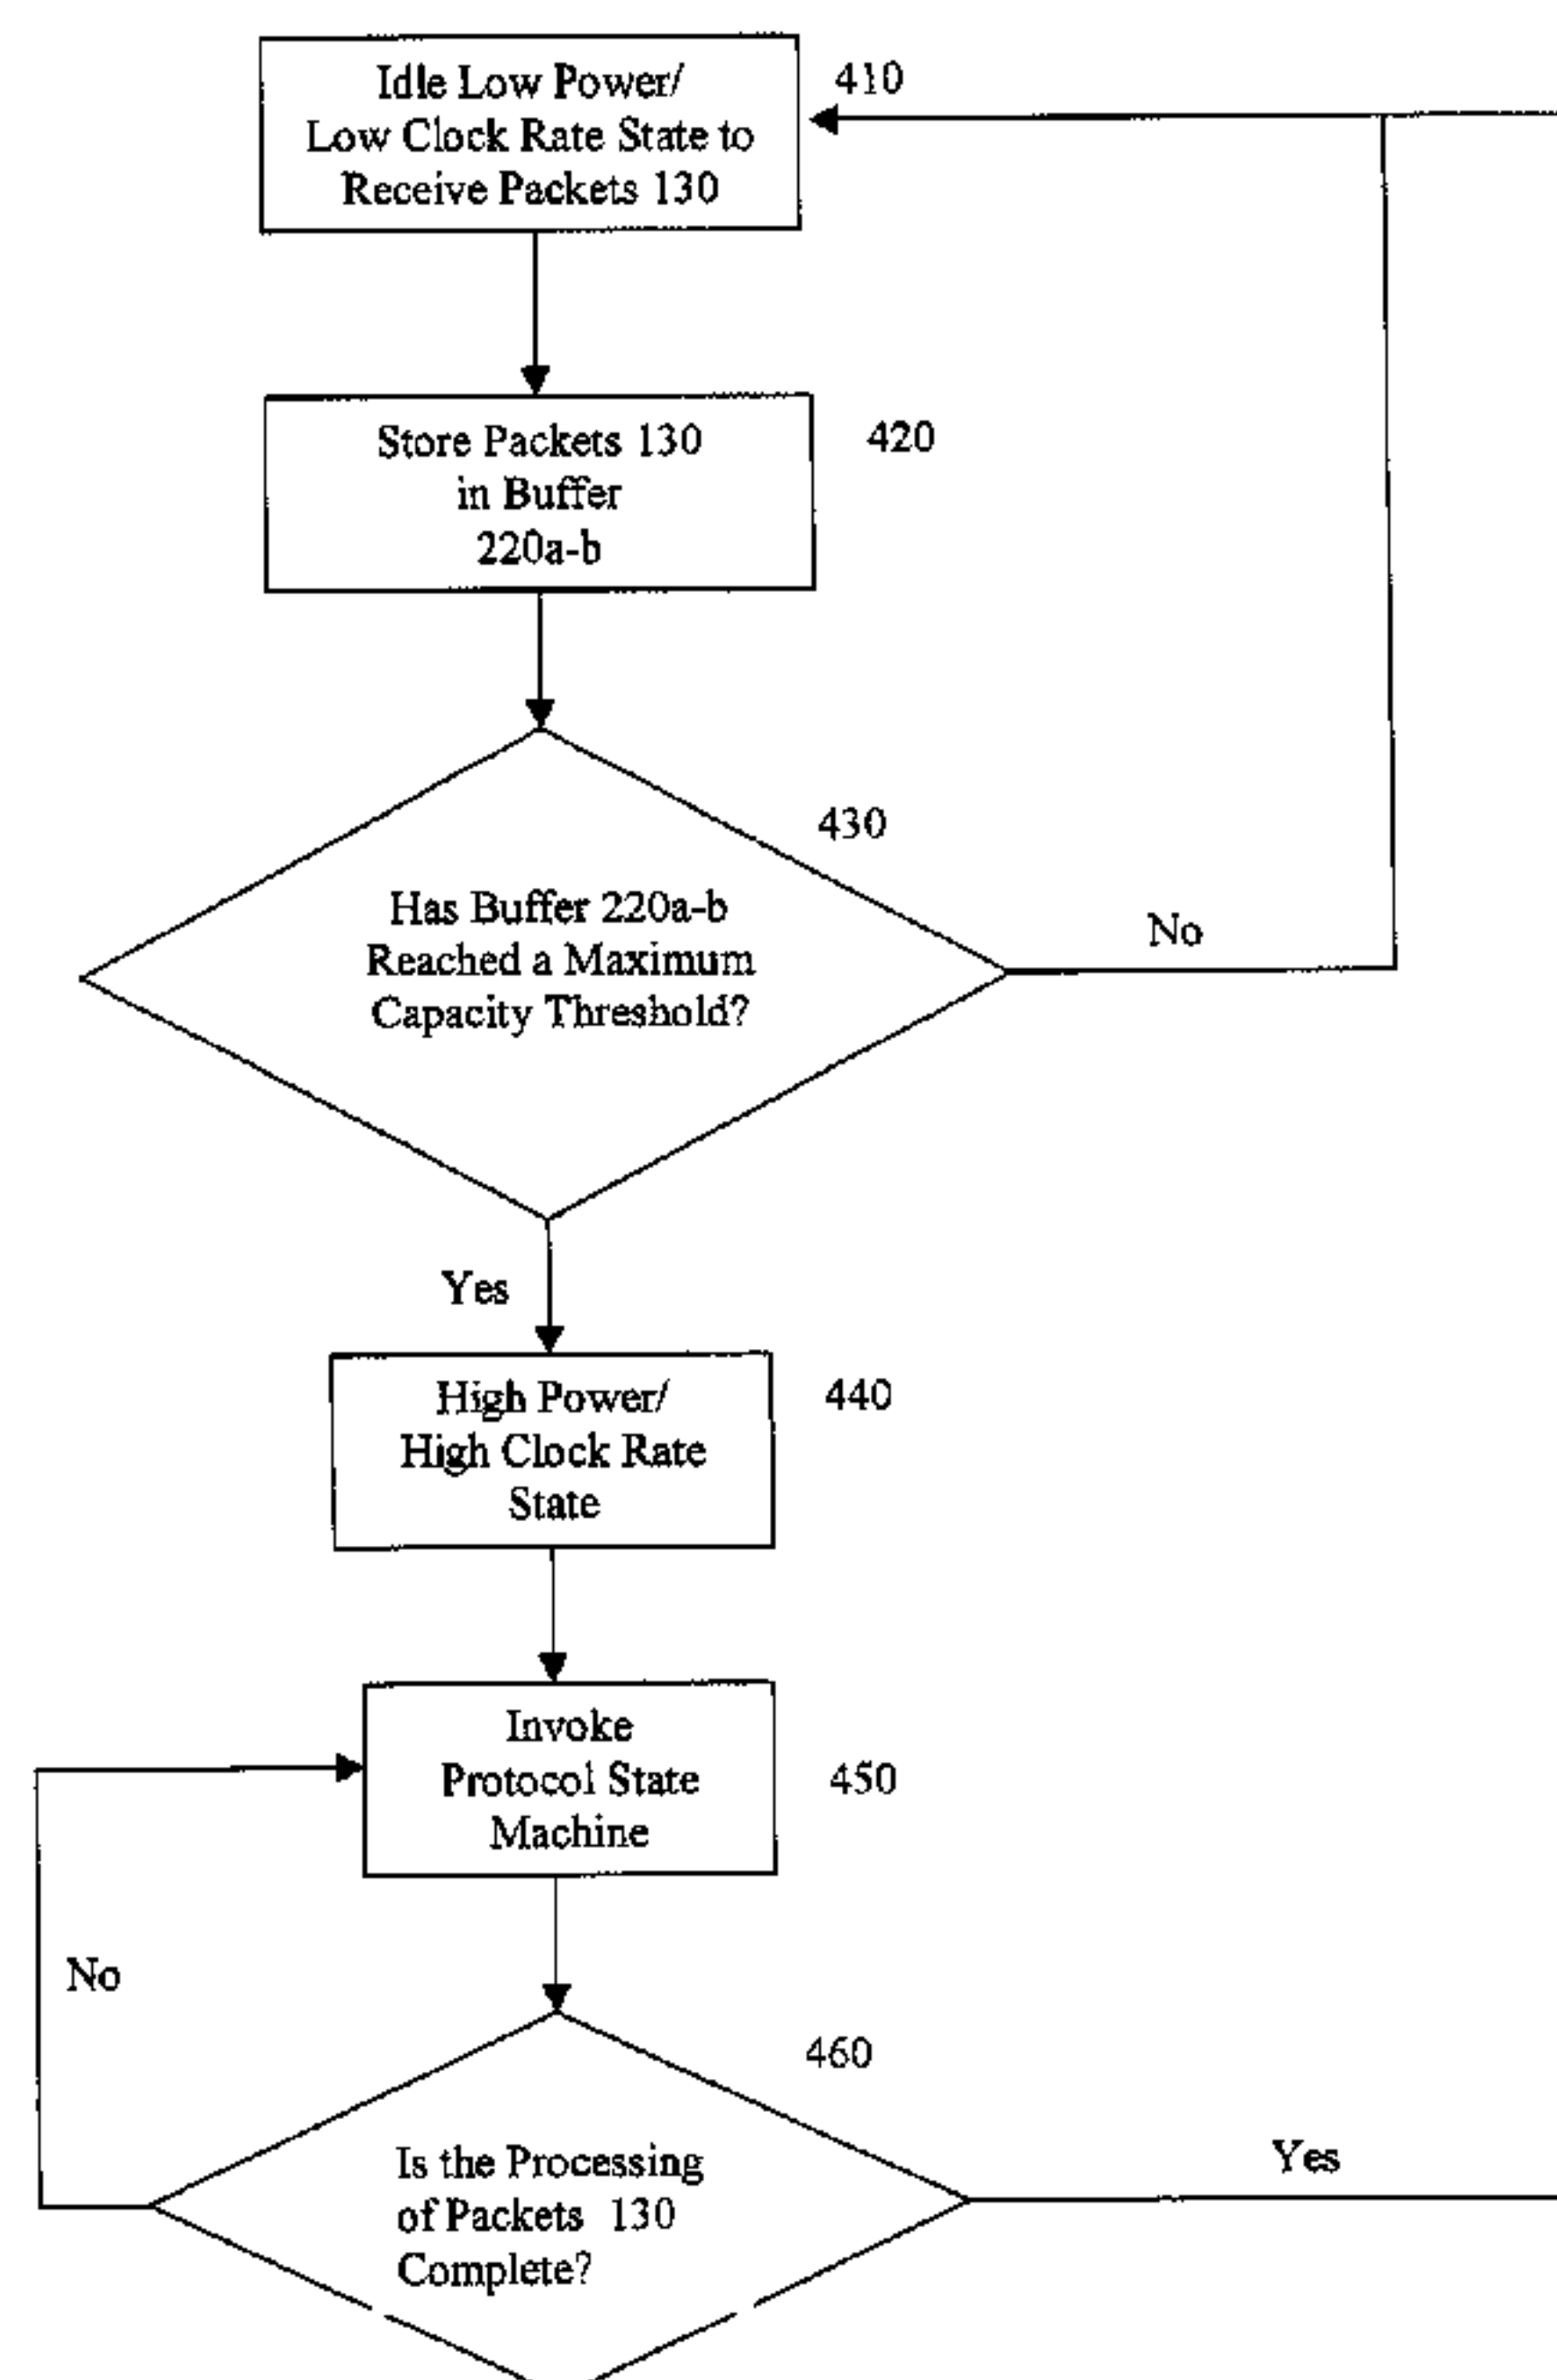 Idle Low Power/
Low Clock Rate State to
Receive Packets 130
410
Store Packets 130
in Buffer
220a-b
420
430
Has Buffer 220a-b
Reached a Maximum
Capacity Threshold?
No
Yes
High Power/
High Clock Rate
State
440
Invoke
Protocol State
Machine
450
No
460
Is the Processing
of Packets 130
Complete?
Yes